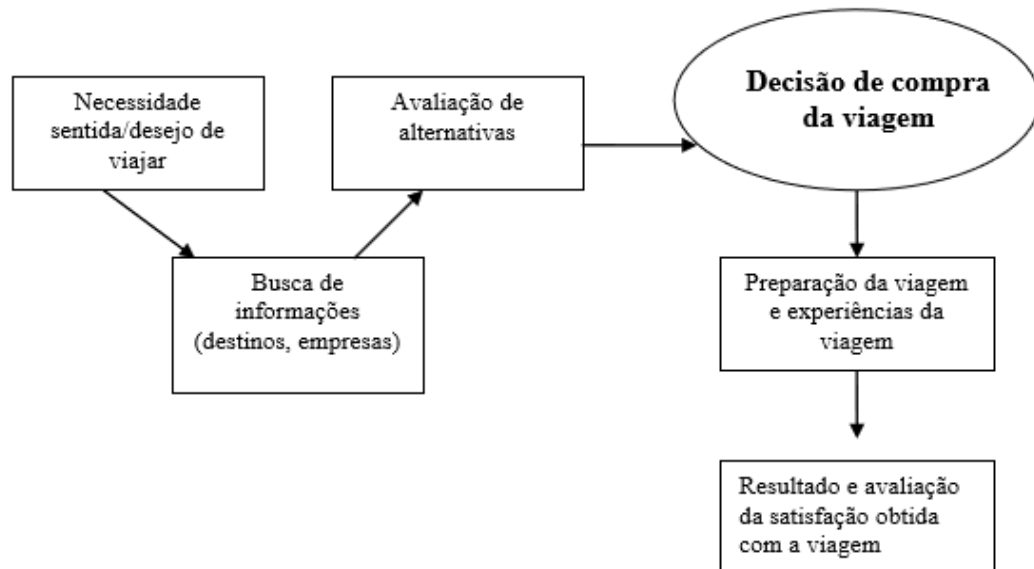 Necessidade
sentida/desejo de
viajar
Busca de
informações
(destinos, empresas)
Avaliação de
alternativas
Decisão de compra
da viagem
Preparação da viagem
e experiências da
viagem
Resultado e avaliação
da satisfação obtida
com a viagem